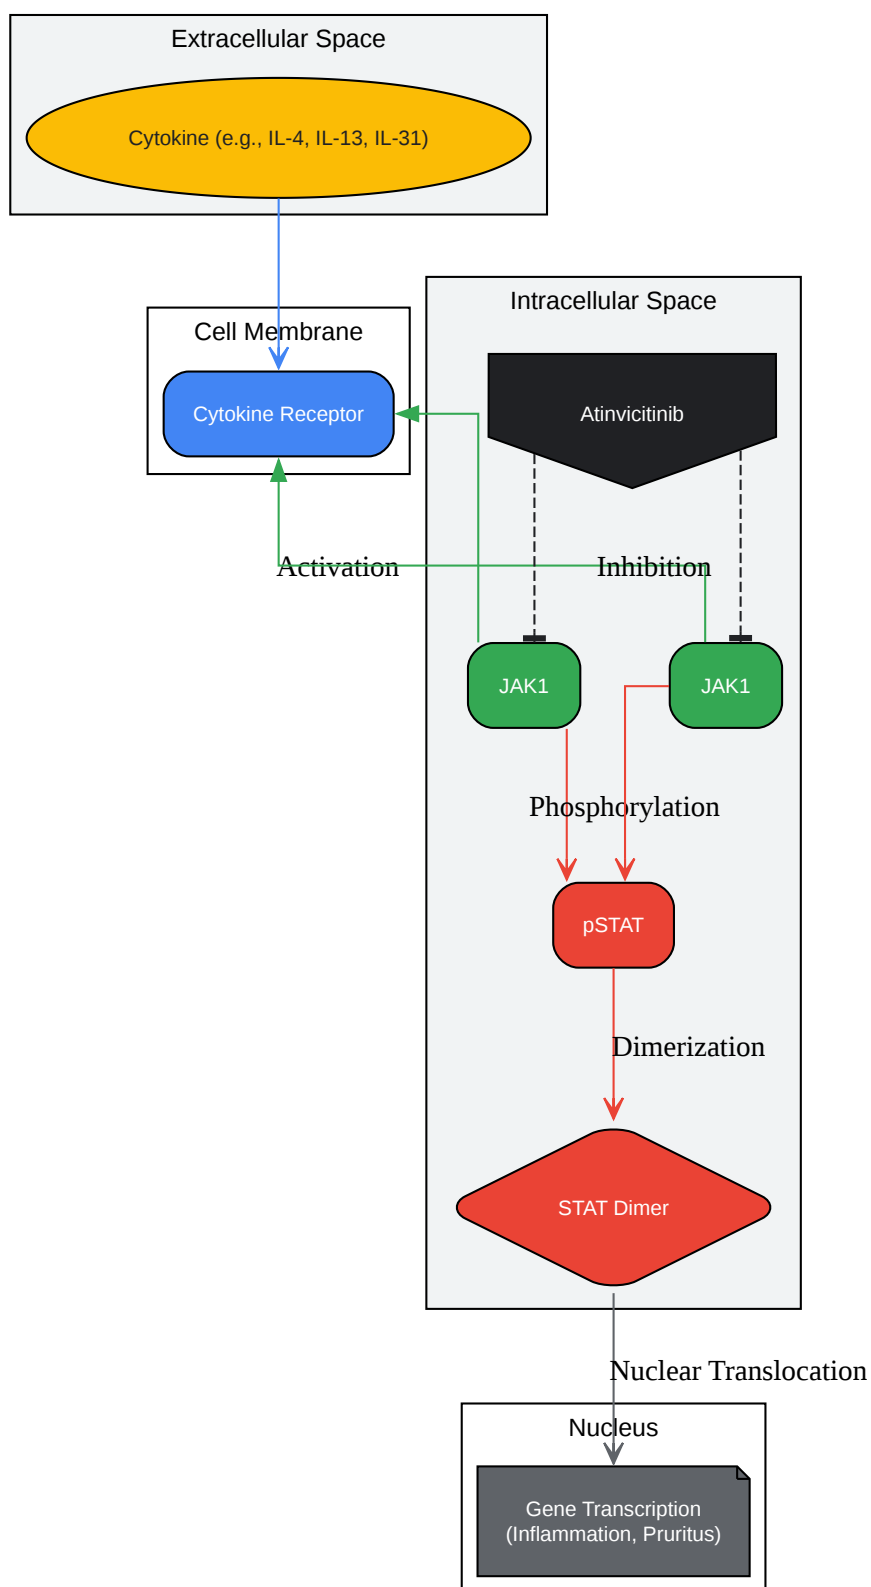 Extracellular Space
Cytokine (e.g., IL-4, IL-13, IL-31)
Intracellular Space
Cell Membrane
Cytokine Receptor
Atinvicitinib
Activation
Inhibition
JAK1
JAK1
Phosphorylation
pSTAT
Dimerization
STAT Dimer
Nuclear Translocation
Nucleus
Gene Transcription
(Inflammation, Pruritus)